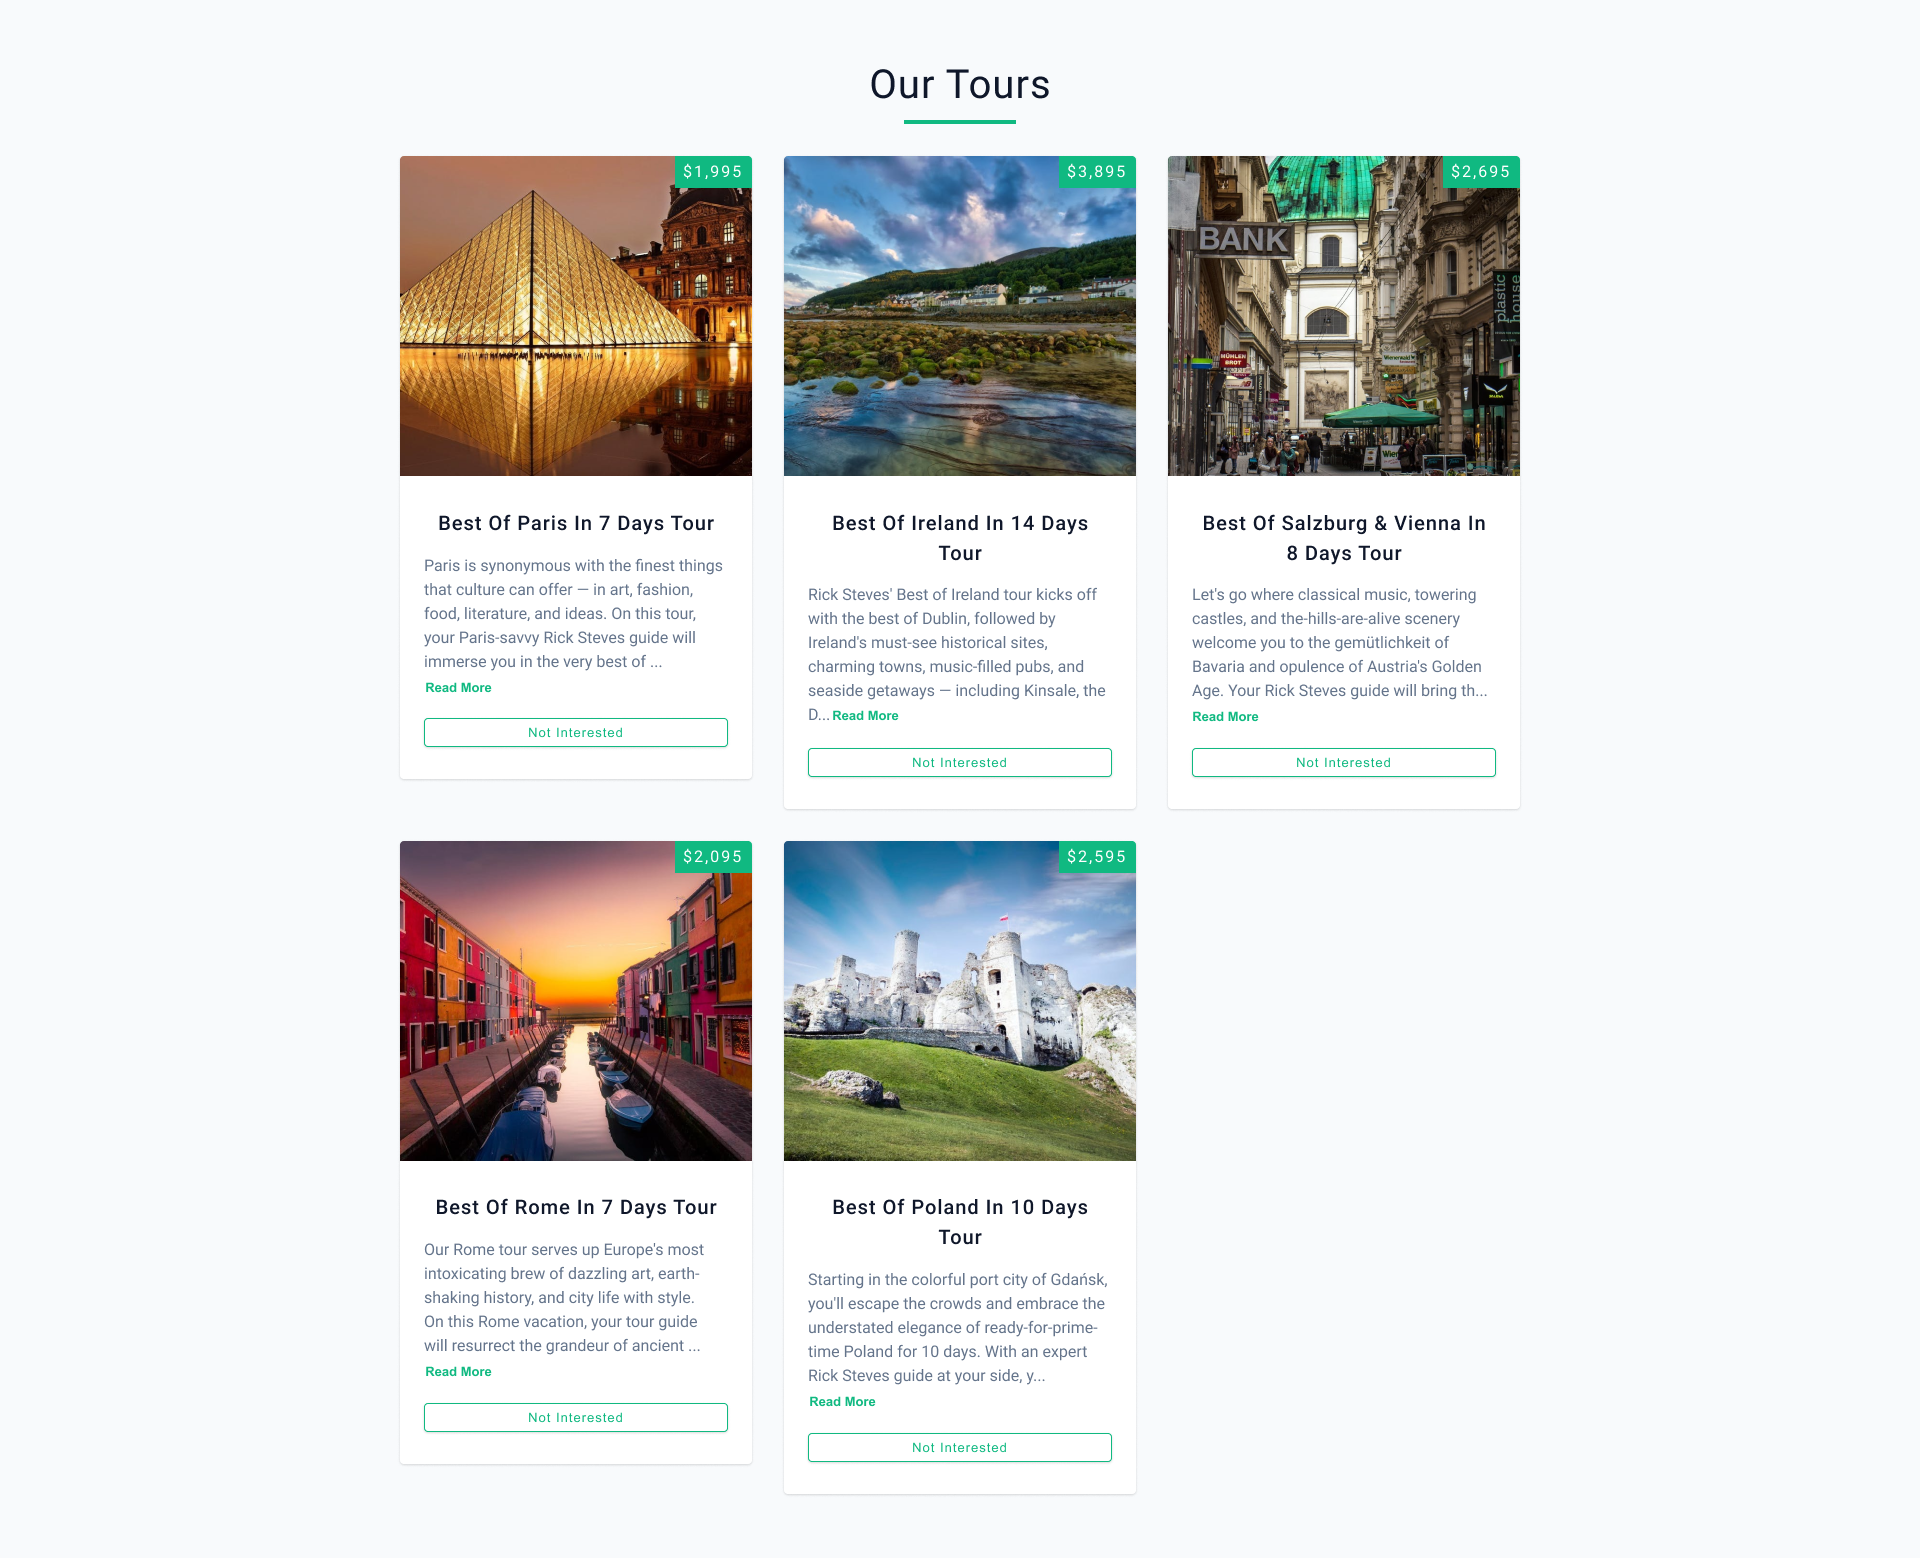 Our Tours
$1,995
$3,895
$2,695
BANK
plastic
house
MÜHLEN
BROT
Wienerwald
Wien
Best Of Paris In 7 Days Tour
Paris is synonymous with the finest things
that culture can offer — in art, fashion,
food, literature, and ideas. On this tour,
your Paris-savvy Rick Steves guide will
immerse you in the very best of ...
Read More
Not Interested
Best Of Ireland In 14 Days
Tour
Rick Steves' Best of Ireland tour kicks off
with the best of Dublin, followed by
Ireland's must-see historical sites,
charming towns, music-filled pubs, and
seaside getaways — including Kinsale, the
D... Read More
Not Interested
Best Of Salzburg & Vienna In
8 Days Tour
Let's go where classical music, towering
castles, and the-hills-are-alive scenery
welcome you to the gemütlichkeit of
Bavaria and opulence of Austria's Golden
Age. Your Rick Steves guide will bring th...
Read More
Not Interested
$2,095
$2,595
Best Of Rome In 7 Days Tour
Our Rome tour serves up Europe's most
intoxicating brew of dazzling art, earth-
shaking history, and city life with style.
On this Rome vacation, your tour guide
will resurrect the grandeur of ancient ...
Read More
Not Interested
Best Of Poland In 10 Days
Tour
Starting in the colorful port city of Gdańsk,
you'll escape the crowds and embrace the
understated elegance of ready-for-prime-
time Poland for 10 days. With an expert
Rick Steves guide at your side, y...
Read More
Not Interested